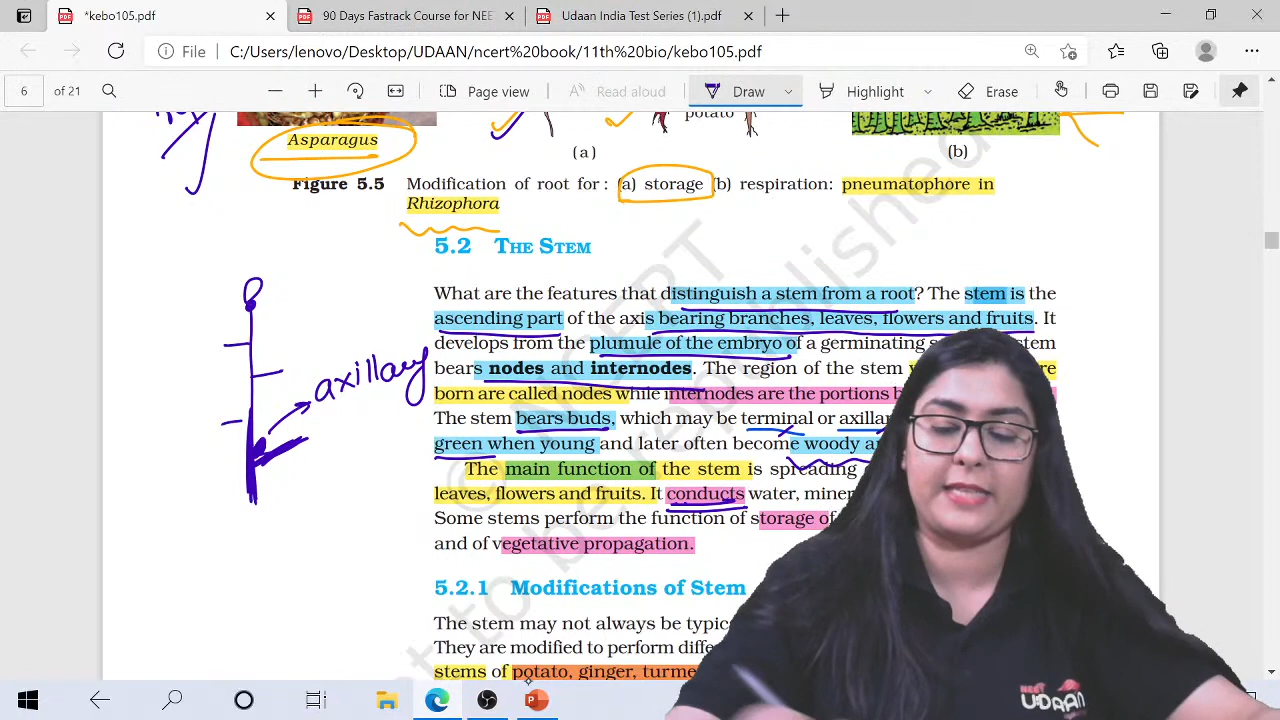 *kebo105.pdf
90 Days Fastrack Course for NEE
Udaan India Test Series (1).pdf
File C:/Users/lenovo/Desktop/UDAAN/ncert%20book/11th%20bio/kebo105.pdf
6 of 21 Page view Read aloud Draw Highlight Erase
potato
Asparagus
(a) (b)
Figure 5.5 Modification of root for : (a) storage (b) respiration: pneumatophore in
Rhizophora
5.2 THE STEM
What are the features that distinguish a stem from a root? The stem is the
ascending part of the axis bearing branches, leaves, flowers and fruits. It
develops from the plumule of the embryo of a germinating stem
bears nodes and internodes. The region of the stem re
born are called nodes while internodes are the portions b
The stem bears buds, which may be terminal or axillar
green when young and later often become woody a
The main function of the stem is spreading
leaves, flowers and fruits. It conducts water, miner
Some stems perform the function of storage of
and of vegetative propagation.
axillary
5.2.1 Modifications of Stem
The stem may not always be typic
They are modified to perform diffe
stems of potato, ginger, turme
NEET
UDAAN
© NCERT
not to be republished